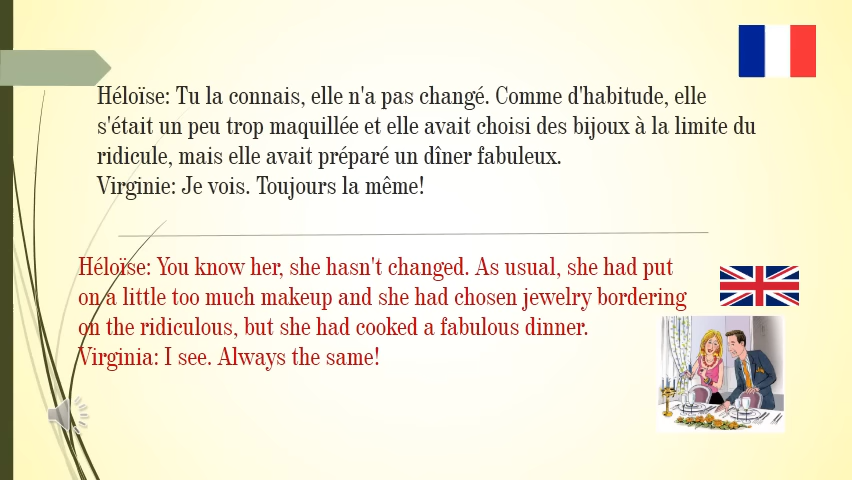 Héloïse: Tu la connais, elle n'a pas changé. Comme d'habitude, elle
s'était un peu trop maquillée et elle avait choisi des bijoux à la limite du
ridicule, mais elle avait préparé un dîner fabuleux.
Virginie: Je vois. Toujours la même!
Héloïse: You know her, she hasn't changed. As usual, she had put
on a little too much makeup and she had chosen jewelry bordering
on the ridiculous, but she had cooked a fabulous dinner.
Virginia: I see. Always the same!